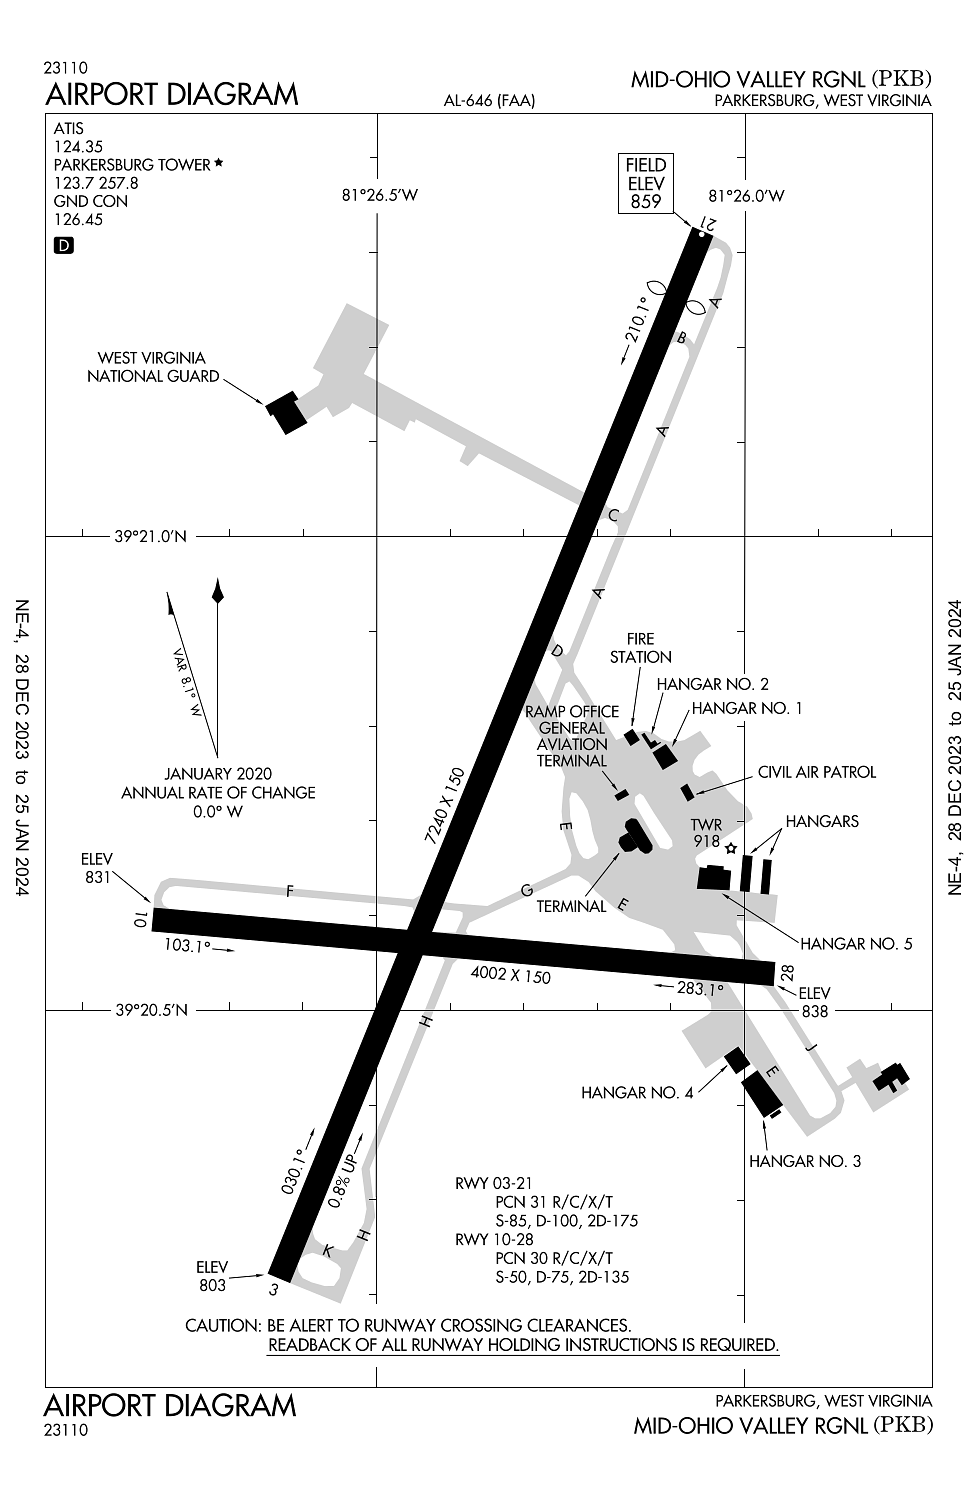 23110
AIRPORT DIAGRAM
AL-646 (FAA)
MID-OHIO VALLEY RGNL (PKB)
PARKERSBURG, WEST VIRGINIA
ATIS
124.35
PARKERSBURG TOWER★
123.7 257.8
GND CON
126.45
D
FIELD
ELEV
859
81°26.5'W
81°26.0'W
21
A
210.1°
B
WEST VIRGINIA
NATIONAL GUARD
A
C
39°21.0'N
A
VAR 8.1° W
JANUARY 2020
ANNUAL RATE OF CHANGE
0.0° W
D
FIRE
STATION
HANGAR NO. 2
HANGAR NO. 1
RAMP OFFICE
GENERAL
AVIATION
TERMINAL
CIVIL AIR PATROL
7240 X 150
E
TWR
918
HANGARS
ELEV
831
F
G
TERMINAL
E
10
103.1°
HANGAR NO. 5
4002 X 150
28
283.1°
ELEV
838
39°20.5'N
H
J
E
HANGAR NO. 4
HANGAR NO. 3
030.1°
0.8% UP
RWY 03-21
PCN 31 R/C/X/T
S-85, D-100, 2D-175
RWY 10-28
PCN 30 R/C/X/T
S-50, D-75, 2D-135
H
K
ELEV
803
3
CAUTION: BE ALERT TO RUNWAY CROSSING CLEARANCES.
READBACK OF ALL RUNWAY HOLDING INSTRUCTIONS IS REQUIRED.
NE-4, 28 DEC 2023 to 25 JAN 2024
NE-4, 28 DEC 2023 to 25 JAN 2024
AIRPORT DIAGRAM
23110
PARKERSBURG, WEST VIRGINIA
MID-OHIO VALLEY RGNL (PKB)